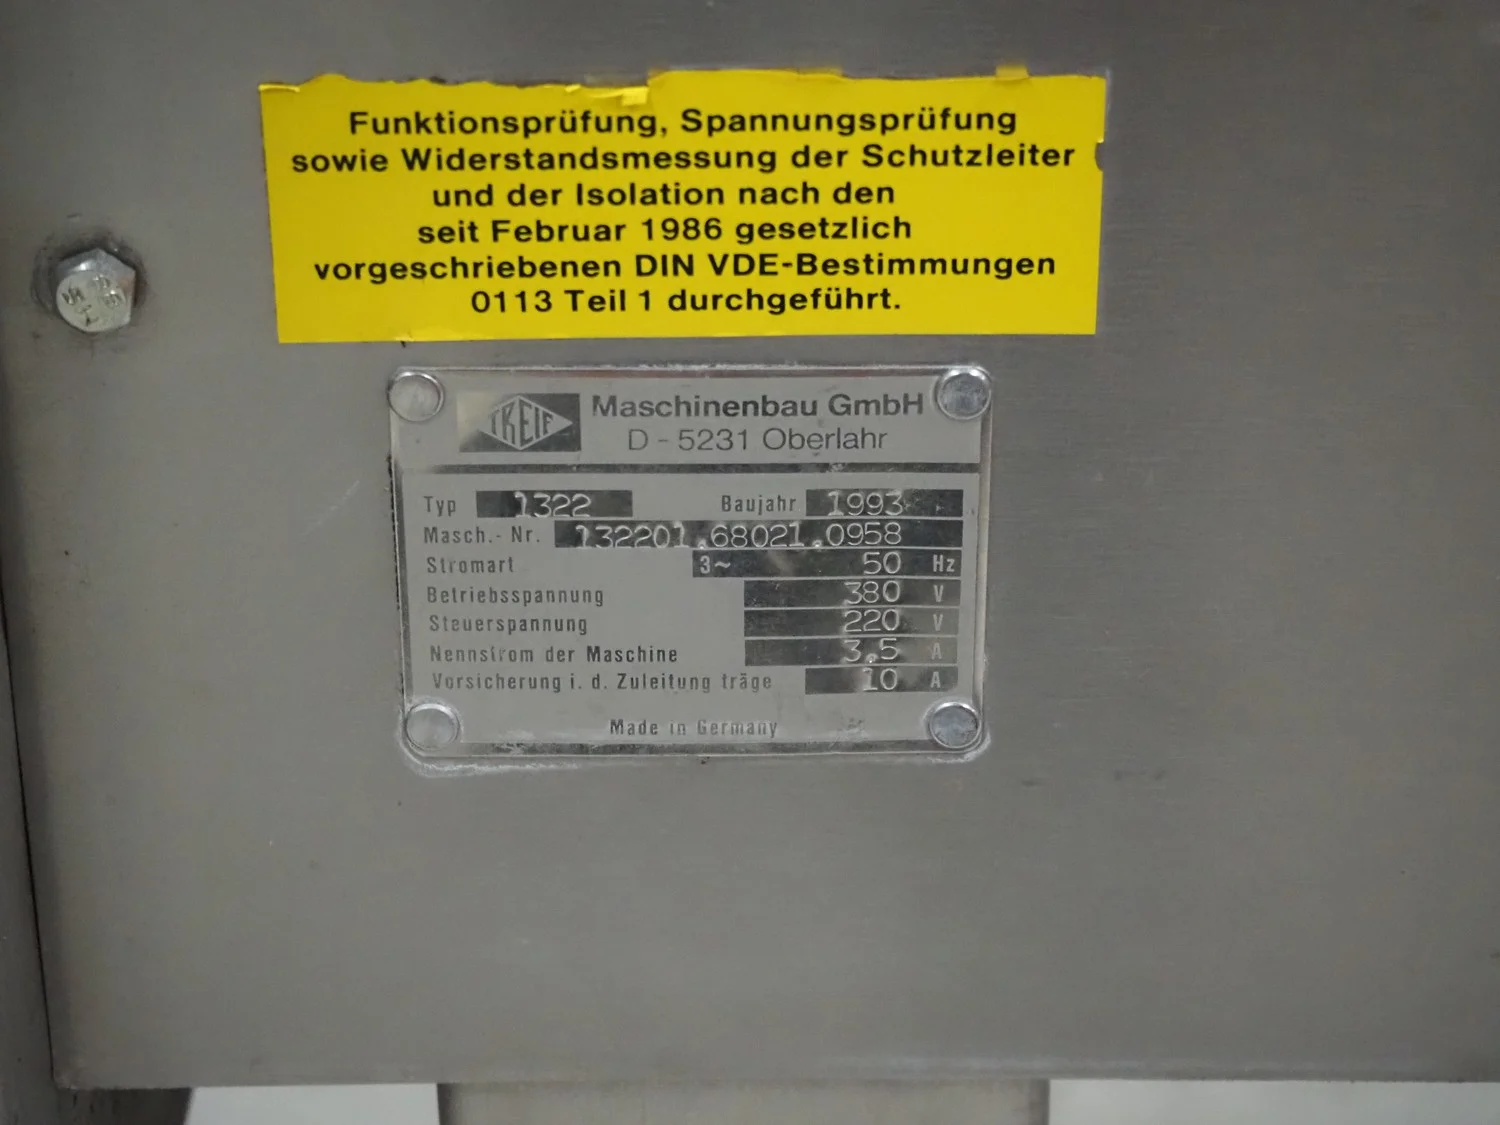 Funktionsprüfung, Spannungsprüfung
sowie Widerstandsmessung der Schutzleiter
und der Isolation nach den
seit Februar 1986 gesetzlich
vorgeschriebenen DIN VDE-Bestimmungen
0113 Teil 1 durchgeführt.
TREIF Maschinenbau GmbH
D - 5231 Oberlahr
Typ 1322 Baujahr 1993
Masch.- Nr. 132201.68021.0958
Stromart 3~ 50 Hz
Betriebsspannung 380 V
Steuerspannung 220 V
Nennstrom der Maschine 3.5 A
Vorsicherung i. d. Zuleitung träge 10 A
Made in Germany